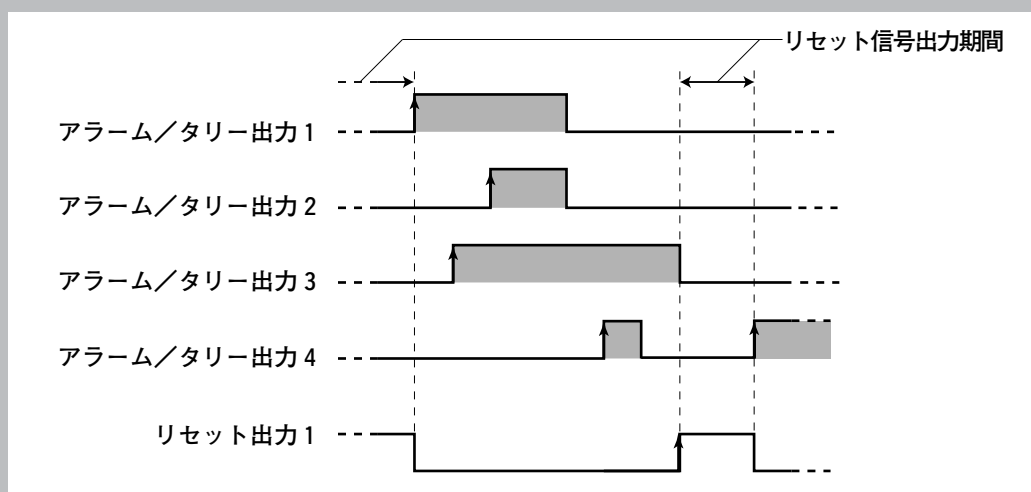 リセット信号出力期間
アラーム／タリー出力 1
アラーム／タリー出力 2
アラーム／タリー出力 3
アラーム／タリー出力 4
リセット出力 1